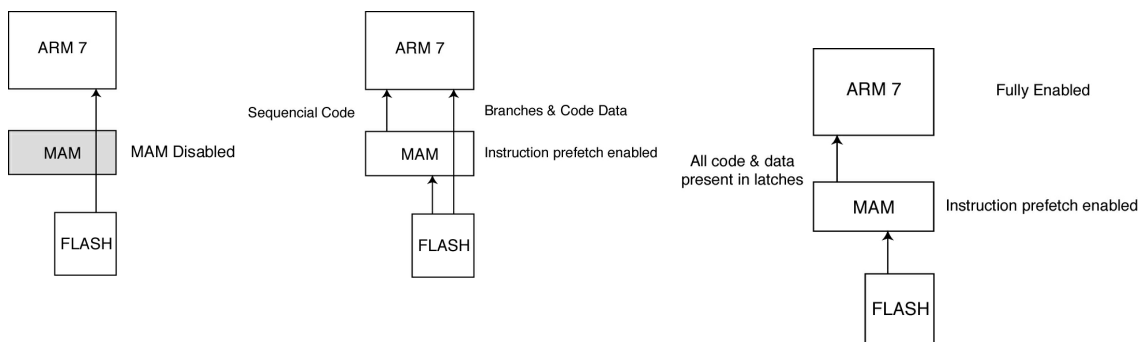 ARM 7
MAM
MAM Disabled
FLASH
ARM 7
Sequencial Code
Branches & Code Data
MAM
Instruction prefetch enabled
FLASH
ARM 7
Fully Enabled
All code & data
present in latches
MAM
Instruction prefetch enabled
FLASH